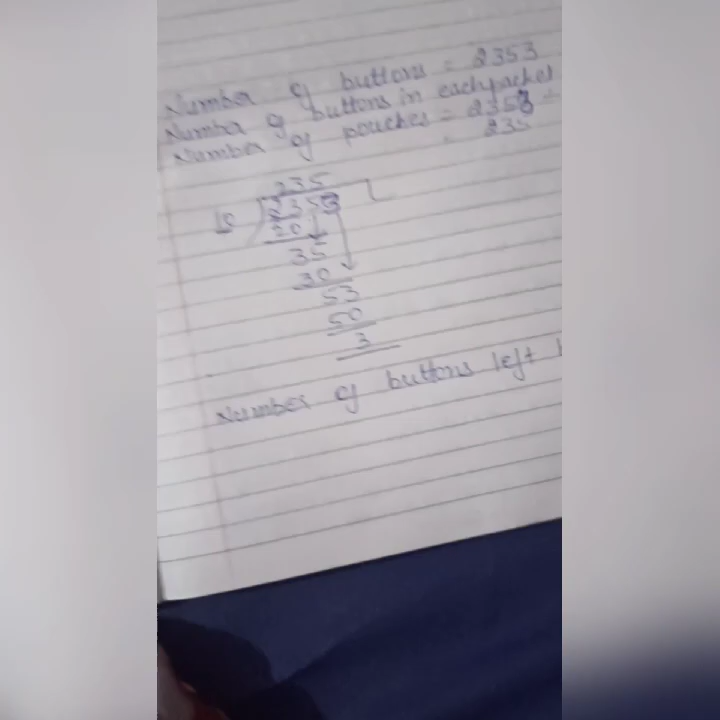 Number of buttons = 2353
Number of buttons in each packet
Number of pouches = 2353 ÷
= 235
235
10 2353
20
35
30
53
50
3
Number of buttons left